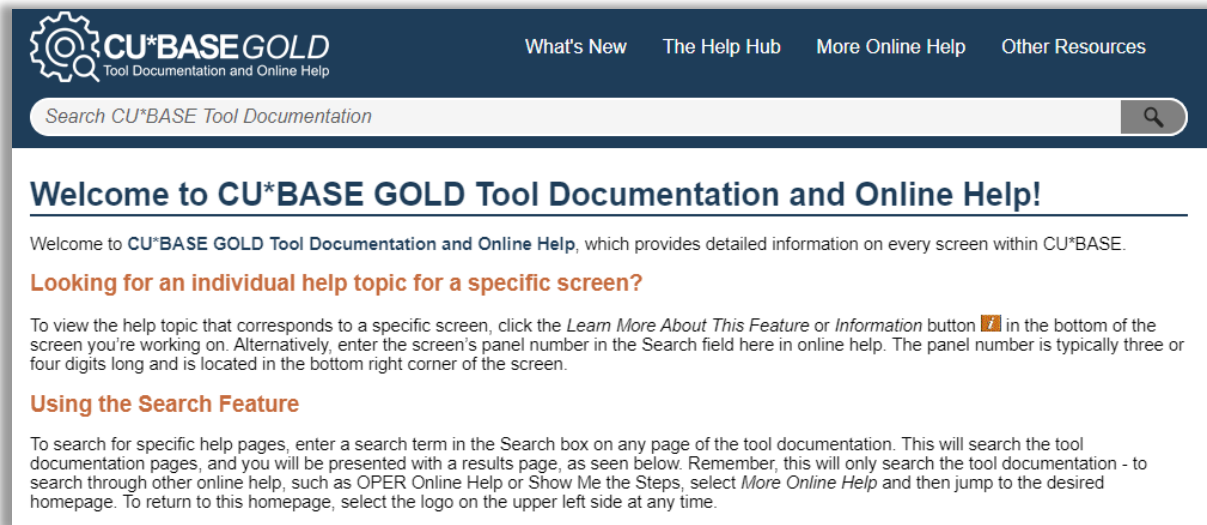 CU*BASE GOLD
Tool Documentation and Online Help
What's New The Help Hub More Online Help Other Resources
Search CU*BASE Tool Documentation
Welcome to CU*BASE GOLD Tool Documentation and Online Help!
Welcome to CU*BASE GOLD Tool Documentation and Online Help, which provides detailed information on every screen within CU*BASE.
Looking for an individual help topic for a specific screen?
To view the help topic that corresponds to a specific screen, click the Learn More About This Feature or Information button i in the bottom of the
screen you're working on. Alternatively, enter the screen's panel number in the Search field here in online help. The panel number is typically three or
four digits long and is located in the bottom right corner of the screen.
Using the Search Feature
To search for specific help pages, enter a search term in the Search box on any page of the tool documentation. This will search the tool
documentation pages, and you will be presented with a results page, as seen below. Remember, this will only search the tool documentation - to
search through other online help, such as OPER Online Help or Show Me the Steps, select More Online Help and then jump to the desired
homepage. To return to this homepage, select the logo on the upper left side at any time.